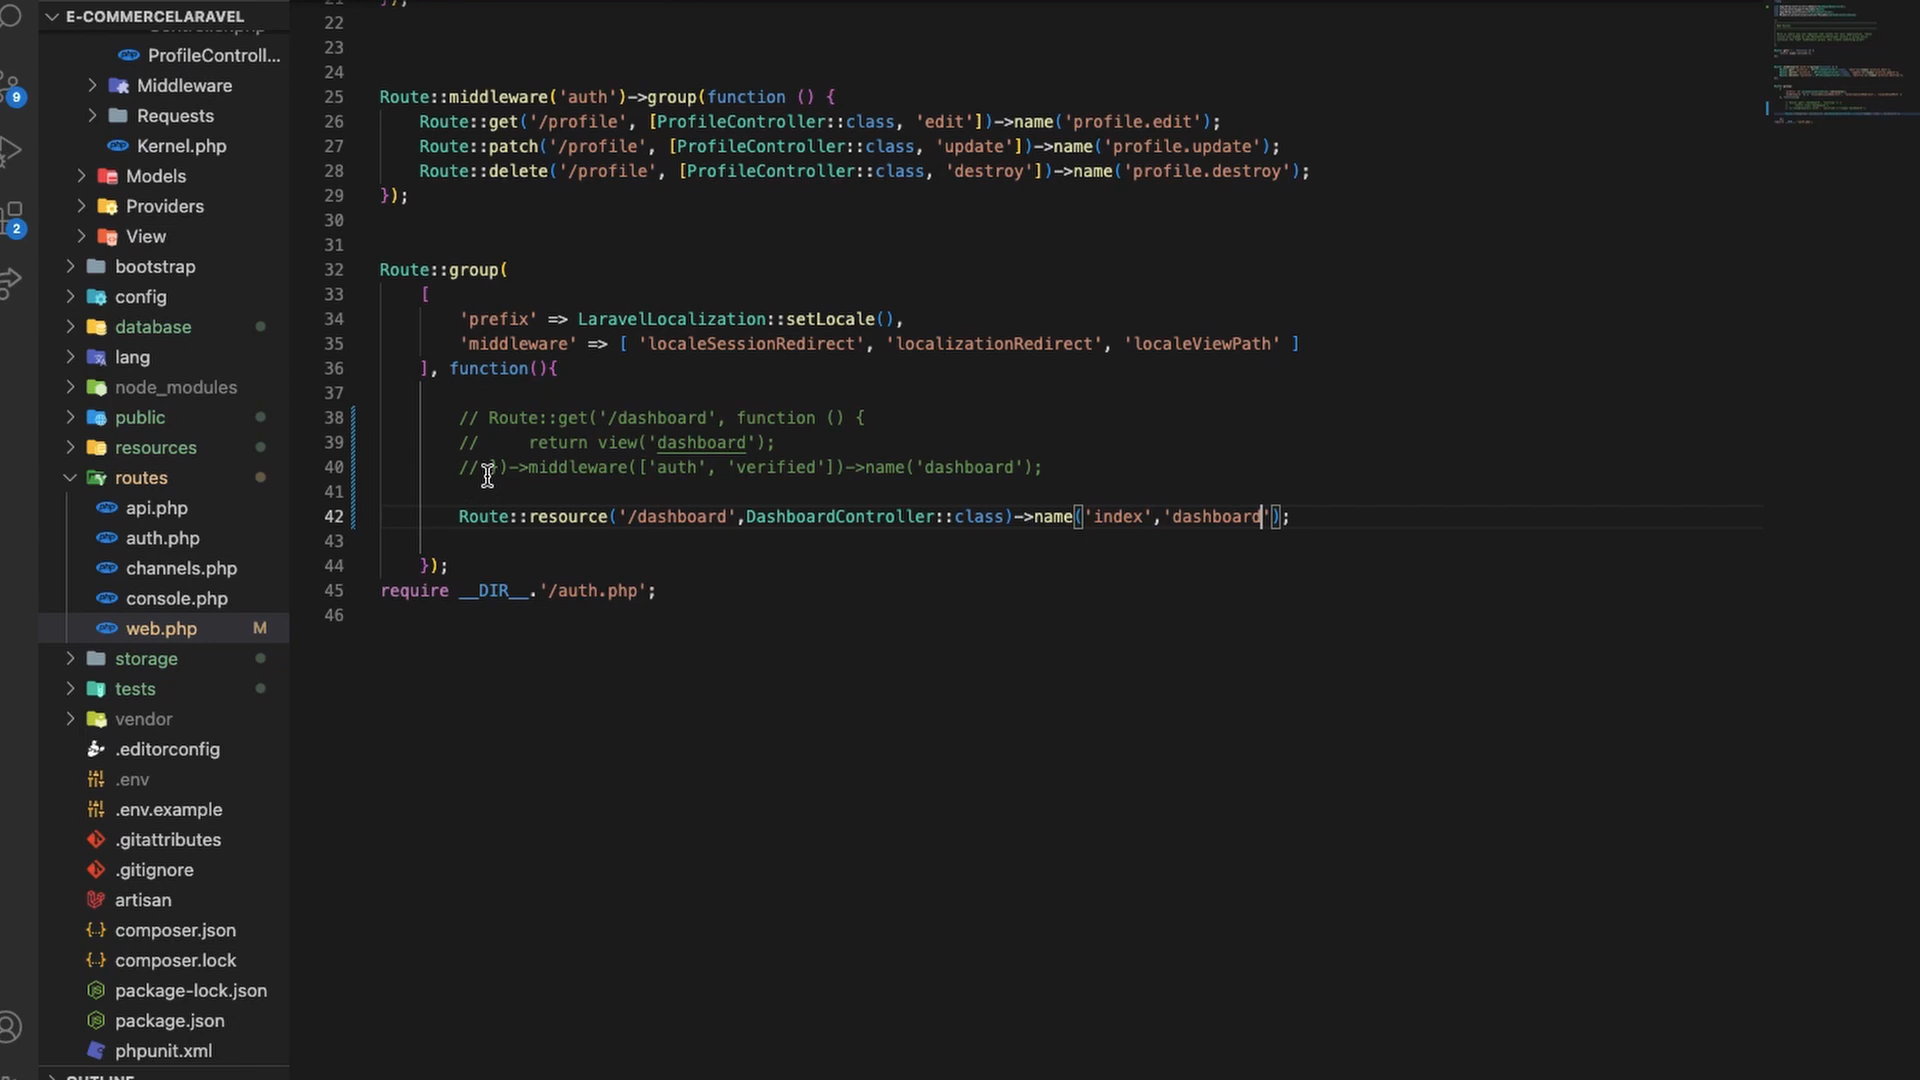 E-COMMERCELARAVEL
ProfileControll...
Middleware
Requests
Kernel.php
Models
Providers
View
bootstrap
config
database
lang
node_modules
public
resources
routes
api.php
auth.php
channels.php
console.php
web.php M
storage
tests
vendor
.editorconfig
.env
.env.example
.gitattributes
.gitignore
artisan
composer.json
composer.lock
package-lock.json
package.json
phpunit.xml
9
2
22
23
24
25 Route::middleware('auth')->group(function () {
26 Route::get('/profile', [ProfileController::class, 'edit'])->name('profile.edit');
27 Route::patch('/profile', [ProfileController::class, 'update'])->name('profile.update');
28 Route::delete('/profile', [ProfileController::class, 'destroy'])->name('profile.destroy');
29 });
30
31
32 Route::group(
33 [
34 'prefix' => LaravelLocalization::setLocale(),
35 'middleware' => [ 'localeSessionRedirect', 'localizationRedirect', 'localeViewPath' ]
36 ], function(){
37
38 // Route::get('/dashboard', function () {
39 // return view('dashboard');
40 // })->middleware(['auth', 'verified'])->name('dashboard');
41
42 Route::resource('/dashboard',DashboardController::class)->name('index','dashboard');
43
44 });
45 require __DIR__.'/auth.php';
46